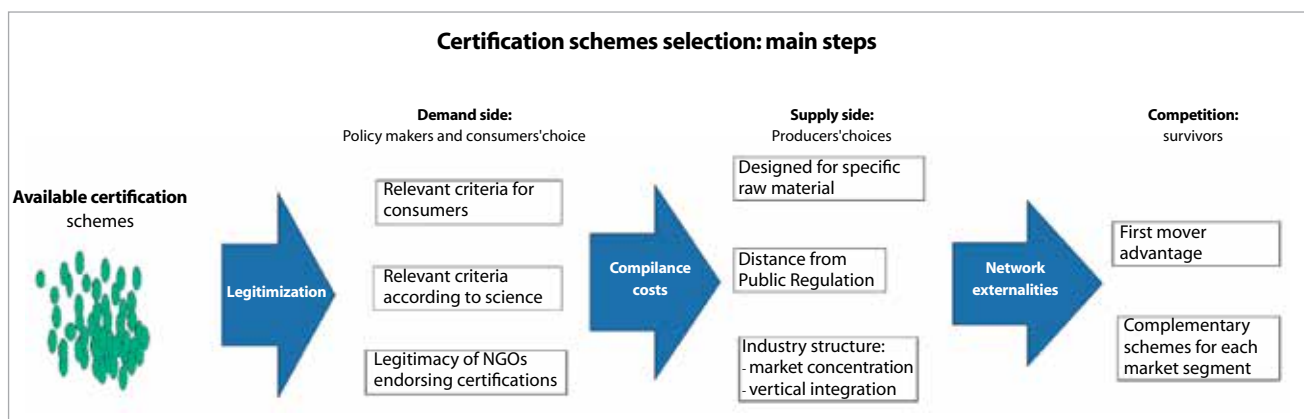 Certification schemes selection: main steps
Available certification
schemes
Legitimization
Demand side:
Policy makers and consumers'choice
Relevant criteria for
consumers
Relevant criteria
according to science
Legitimacy of NGOs
endorsing certifications
Compilance
costs
Supply side:
Producers'choices
Designed for specific
raw material
Distance from
Public Regulation
Industry structure:
- market concentration
- vertical integration
Network
externalities
Competition:
survivors
First mover
advantage
Complementary
schemes for each
market segment